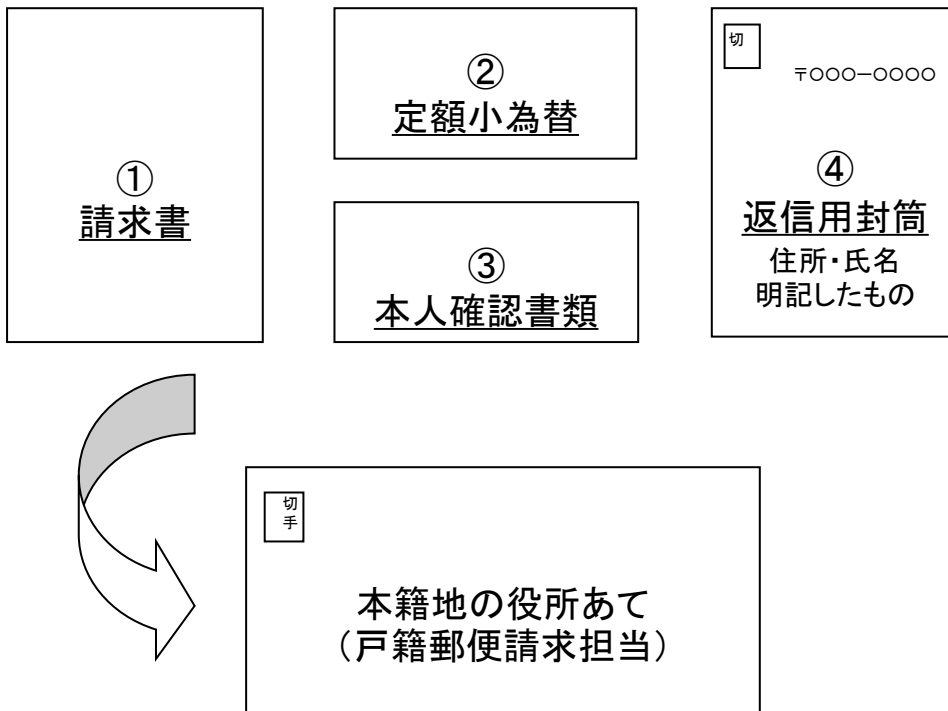 ①
請求書
②
定額小為替
③
本人確認書類
切
〒○○○－○○○○
④
返信用封筒
住所・氏名
明記したもの
切
手
本籍地の役所あて
（戸籍郵便請求担当）